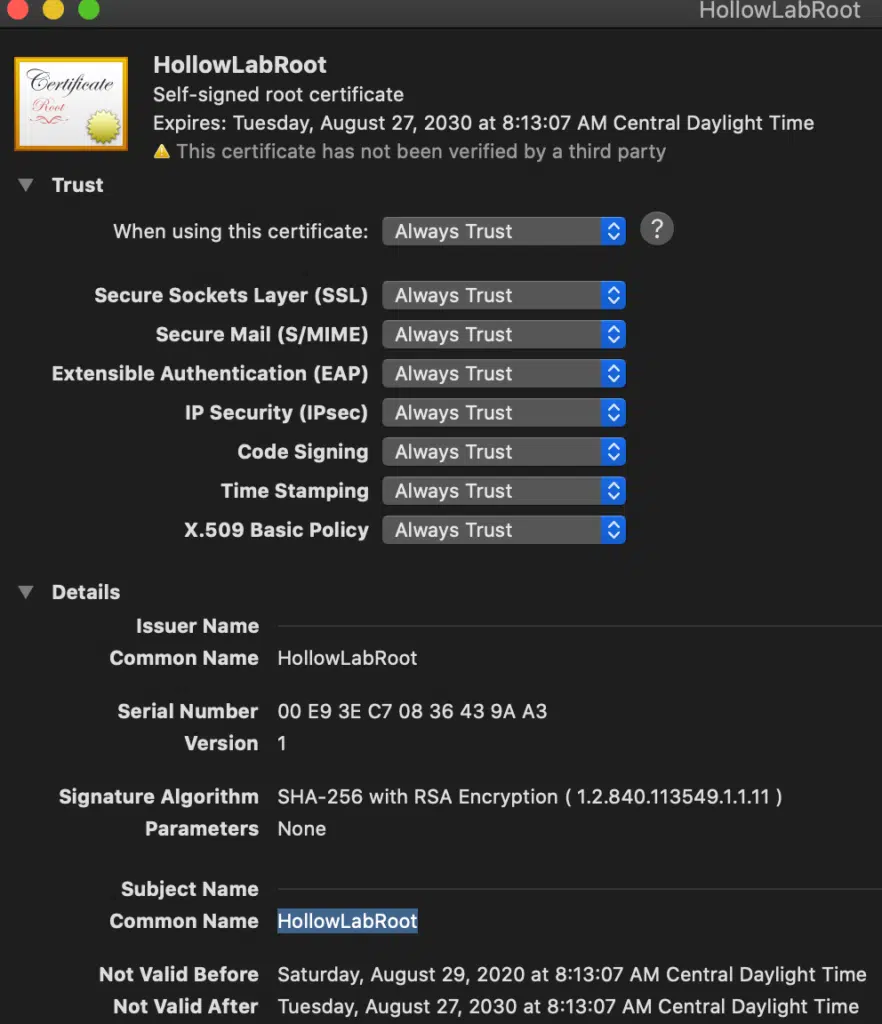 HollowLabRoot
Certificate
Root
HollowLabRoot
Self-signed root certificate
Expires: Tuesday, August 27, 2030 at 8:13:07 AM Central Daylight Time
This certificate has not been verified by a third party
Trust
When using this certificate: Always Trust ?
Secure Sockets Layer (SSL) Always Trust
Secure Mail (S/MIME) Always Trust
Extensible Authentication (EAP) Always Trust
IP Security (IPsec) Always Trust
Code Signing Always Trust
Time Stamping Always Trust
X.509 Basic Policy Always Trust
Details
Issuer Name
Common Name HollowLabRoot
Serial Number 00 E9 3E C7 08 36 43 9A A3
Version 1
Signature Algorithm SHA-256 with RSA Encryption ( 1.2.840.113549.1.1.11 )
Parameters None
Subject Name
Common Name HollowLabRoot
Not Valid Before Saturday, August 29, 2020 at 8:13:07 AM Central Daylight Time
Not Valid After Tuesday, August 27, 2030 at 8:13:07 AM Central Daylight Time